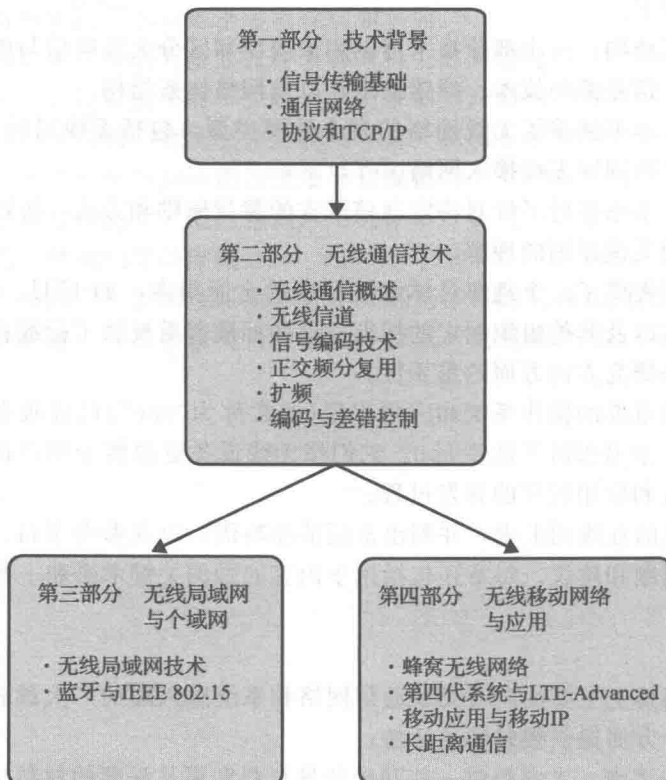 第一部分 技术背景
· 信号传输基础
· 通信网络
· 协议和TCP/IP
第二部分 无线通信技术
· 无线通信概述
· 无线信道
· 信号编码技术
· 正交频分复用
· 扩频
· 编码与差错控制
第三部分 无线局域网
与个域网
· 无线局域网技术
· 蓝牙与IEEE 802.15
第四部分 无线移动网络
与应用
· 蜂窝无线网络
· 第四代系统与LTE-Advanced
· 移动应用与移动IP
· 长距离通信